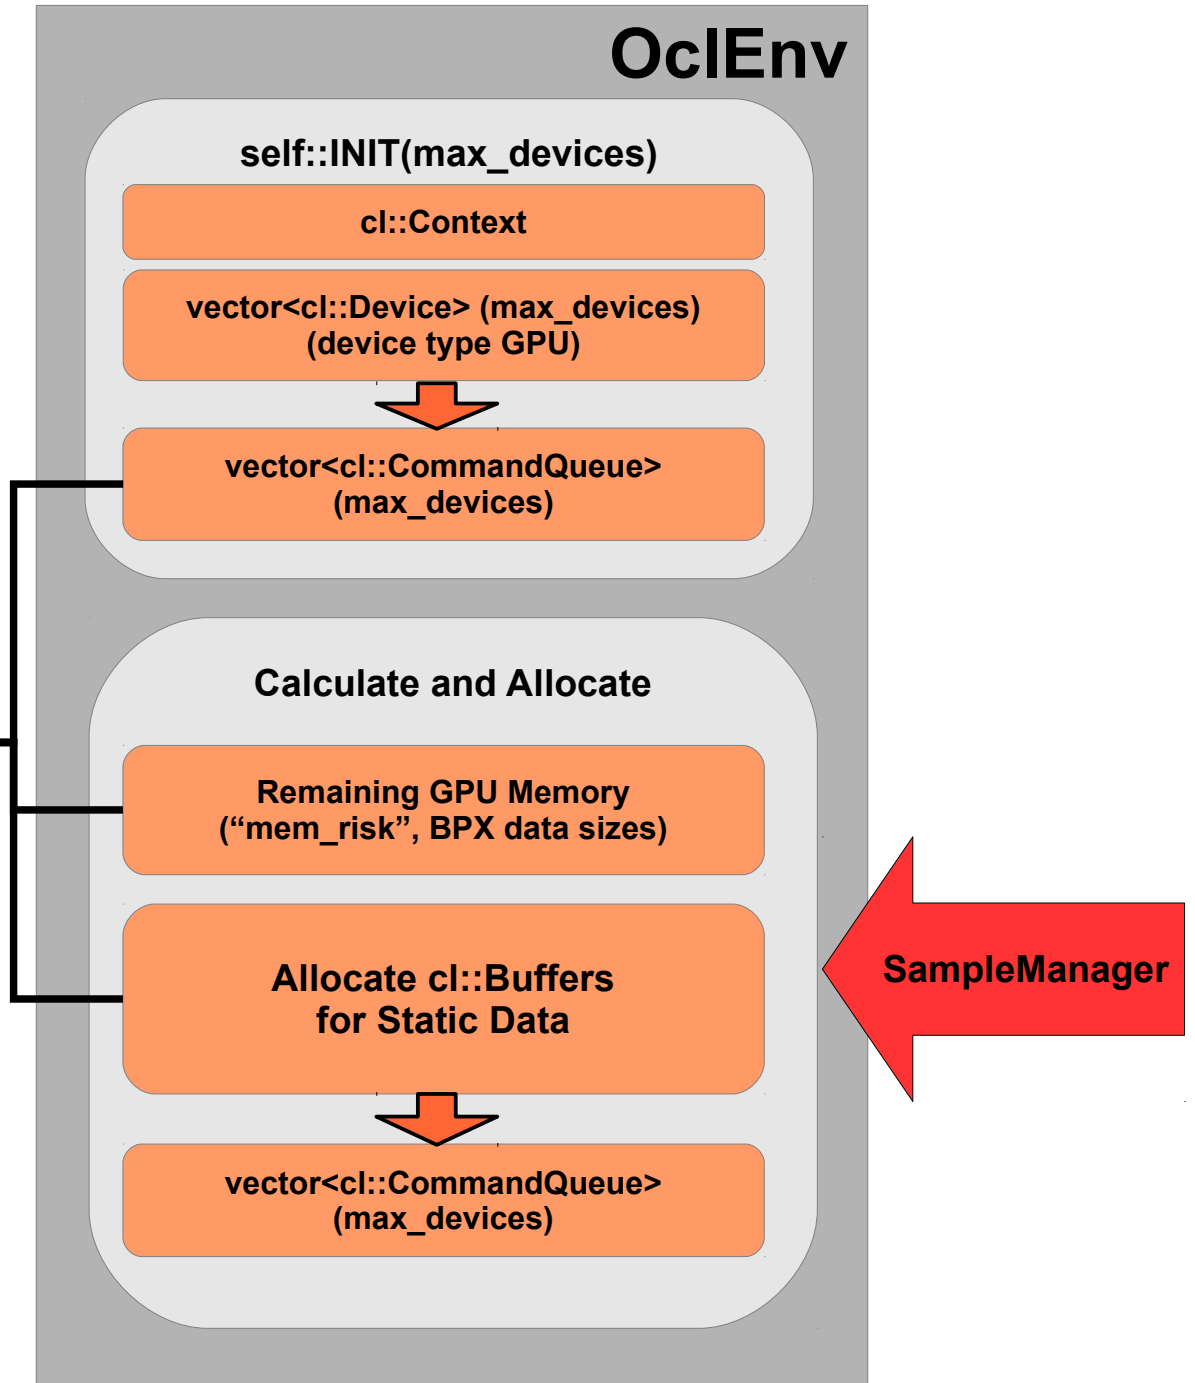 OclEnv
self::INIT(max_devices)
cl::Context
vector<cl::Device> (max_devices)
(device type GPU)
vector<cl::CommandQueue>
(max_devices)
Calculate and Allocate
Remaining GPU Memory
(“mem_risk”, BPX data sizes)
Allocate cl::Buffers
for Static Data
SampleManager
vector<cl::CommandQueue>
(max_devices)